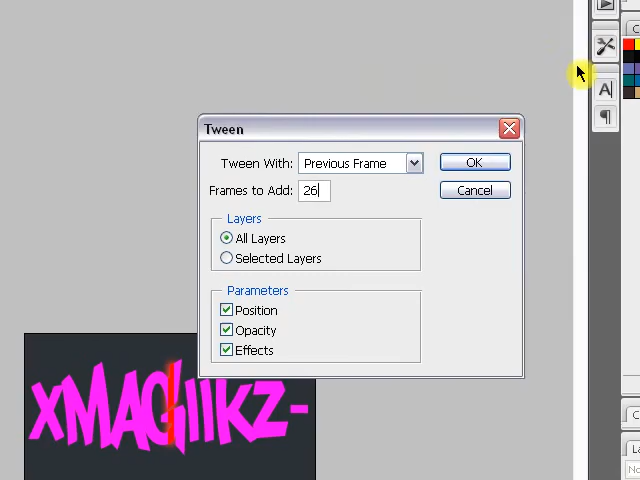 Tween
Tween With: Previous Frame
OK
Frames to Add: 26
Cancel
Layers
All Layers
Selected Layers
Parameters
Position
Opacity
Effects
xMAGIIKZ-